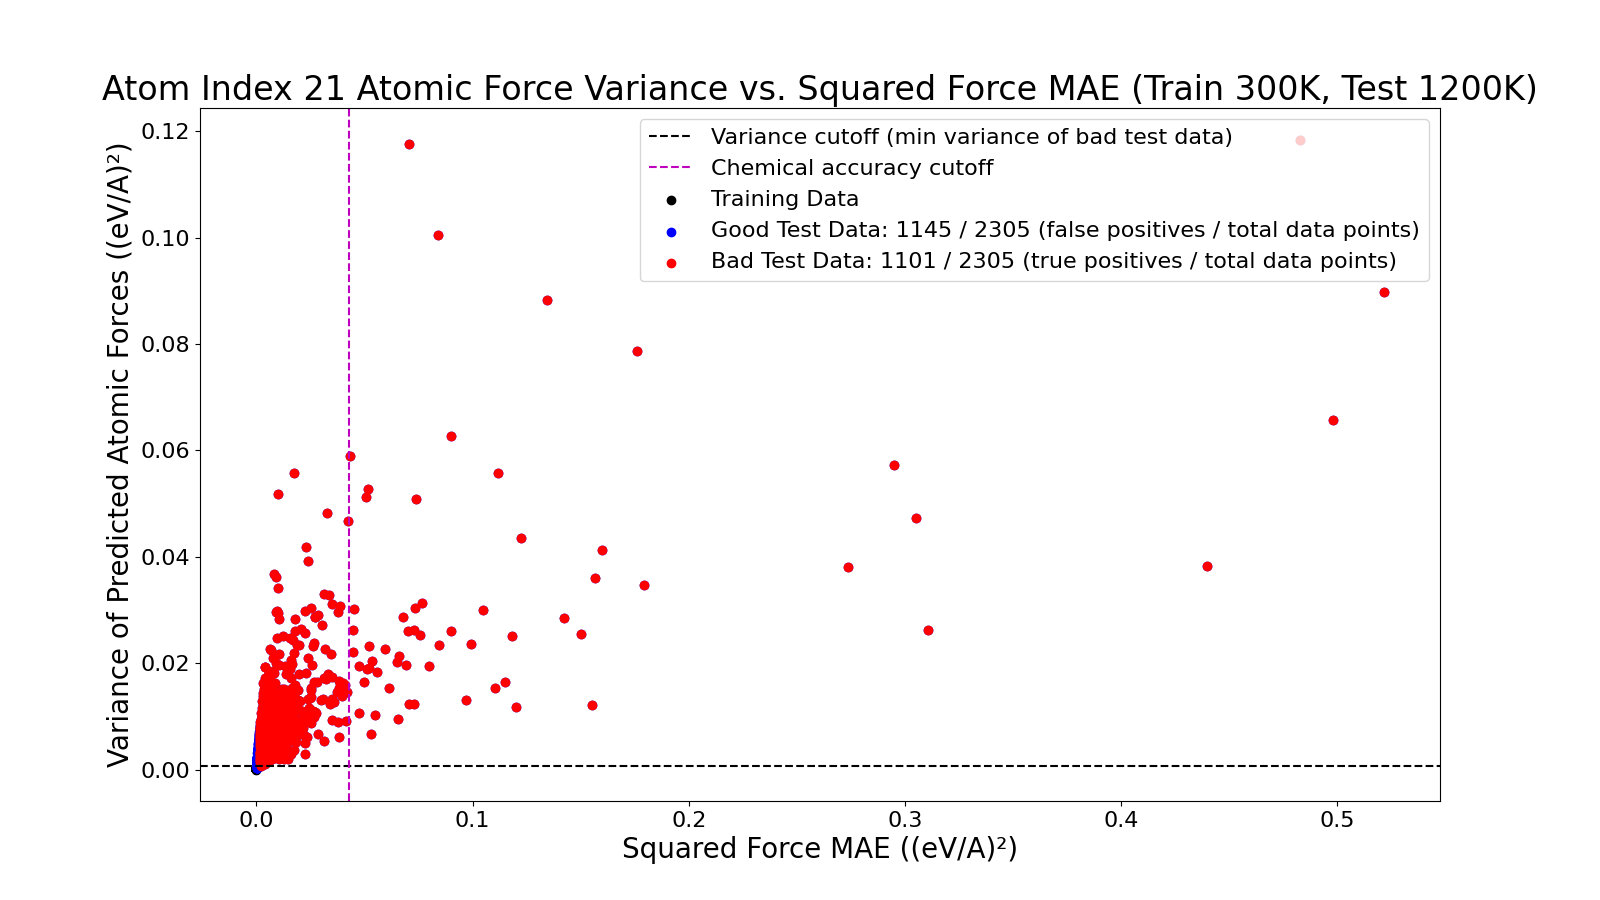 Atom Index 21 Atomic Force Variance vs. Squared Force MAE (Train 300K, Test 1200K)
Variance cutoff (min variance of bad test data)
Chemical accuracy cutoff
Training Data
Good Test Data: 1145 / 2305 (false positives / total data points)
Bad Test Data: 1101 / 2305 (true positives / total data points)
Variance of Predicted Atomic Forces ((eV/A)²)
0.12
0.10
0.08
0.06
0.04
0.02
0.00
0.0
0.1
0.2
0.3
0.4
0.5
Squared Force MAE ((eV/A)²)